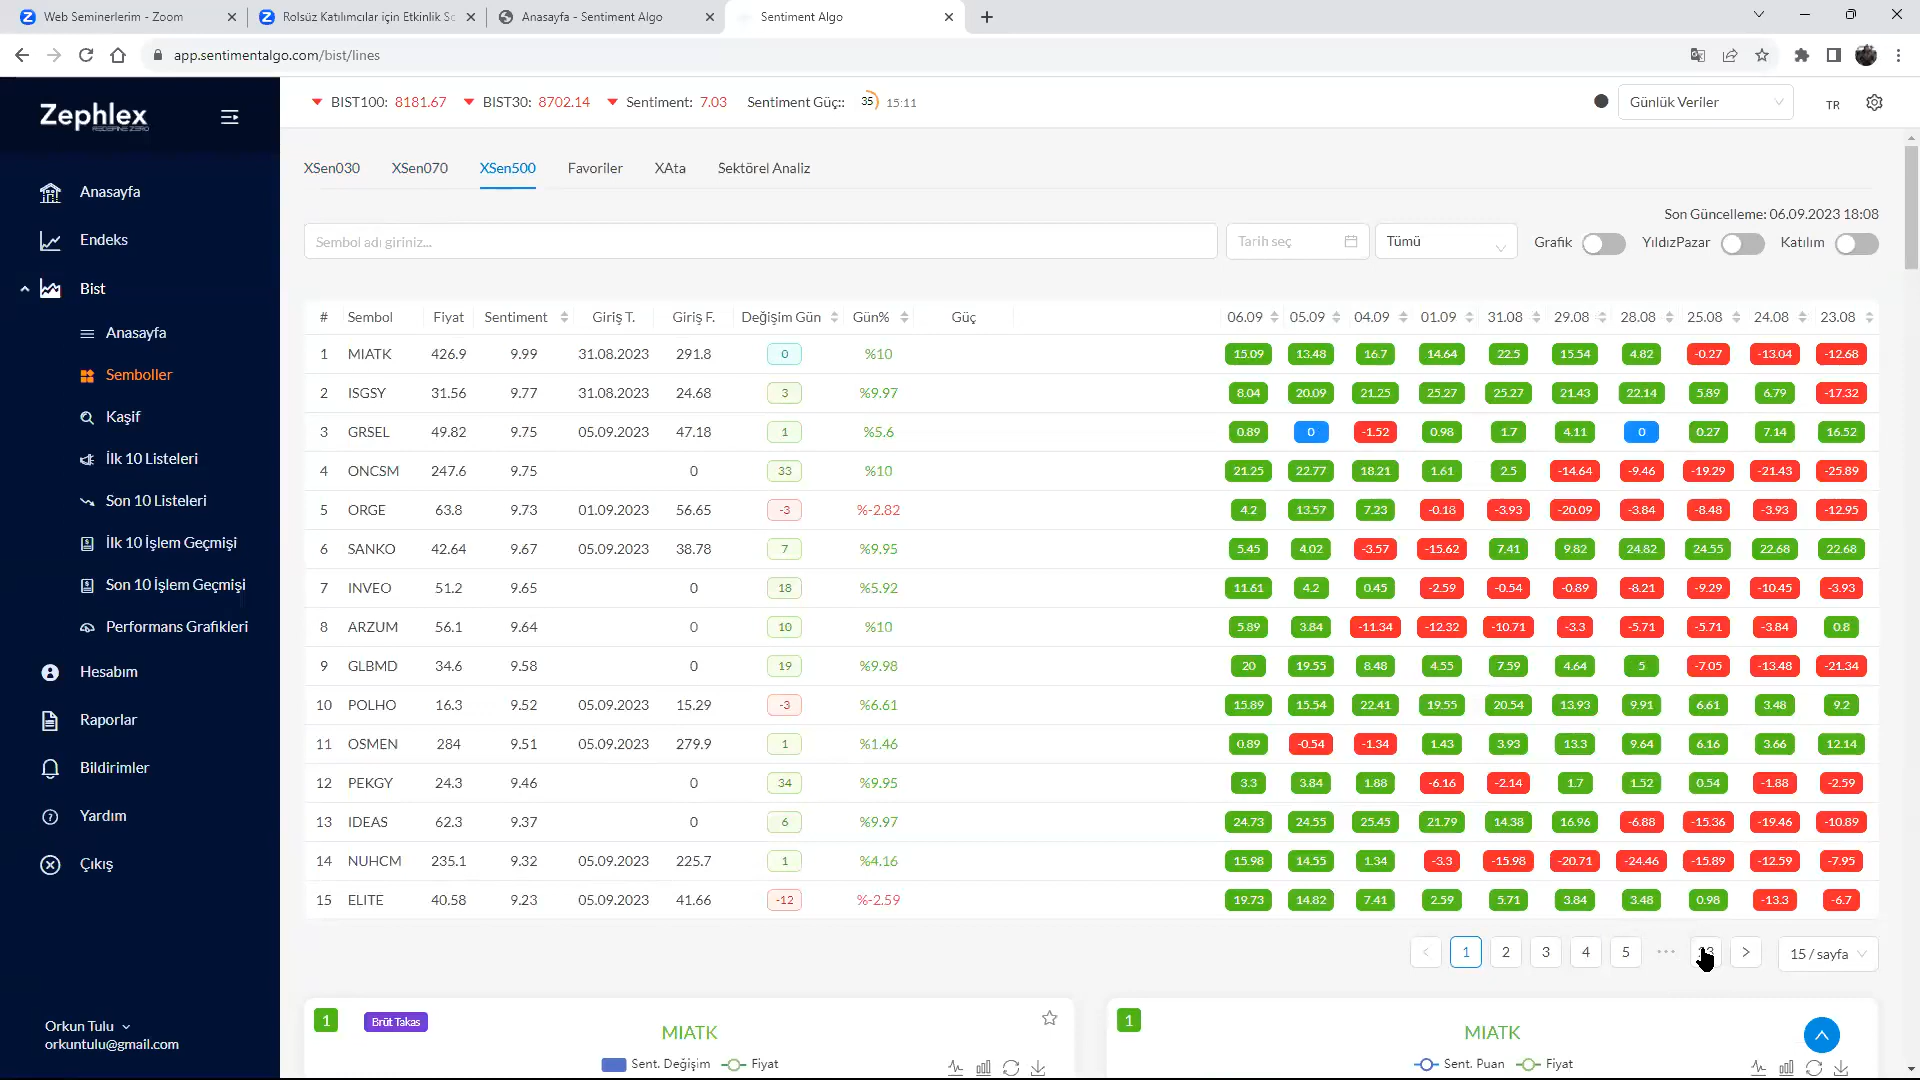 Web Seminerlerim - Zoom
Rolsüz Katılımcılar için Etkinlik Sc
Anasayfa - Sentiment Algo
Sentiment Algo
app.sentimentalgo.com/bist/lines
Zephlex
REDEFINE ZERO
BIST100: 8181.67 BIST30: 8702.14 Sentiment: 7.03 Sentiment Güç:: 35 15:11
Günlük Veriler
TR
Anasayfa
Endeks
Bist
Anasayfa
Semboller
Kaşif
İlk 10 Listeleri
Son 10 Listeleri
İlk 10 İşlem Geçmişi
Son 10 İşlem Geçmişi
Performans Grafikleri
Hesabım
Raporlar
Bildirimler
Yardım
Çıkış
Orkun Tulu
orkuntulu@gmail.com
XSen030 XSen070 XSen500 Favoriler XAta Sektörel Analiz
Son Güncelleme: 06.09.2023 18:08
Sembol adı giriniz...
Tarih seç
Tümü
Grafik YıldızPazar Katılım
# Sembol Fiyat Sentiment Giriş T. Giriş F. Değişim Gün Gün% Güç 06.09 05.09 04.09 01.09 31.08 29.08 28.08 25.08 24.08 23.08
1 MIATK 426.9 9.99 31.08.2023 291.8 0 %10 15.09 13.48 16.7 14.64 22.5 15.54 4.82 -0.27 -13.04 -12.68
2 ISGSY 31.56 9.77 31.08.2023 24.68 3 %9.97 8.04 20.09 21.25 25.27 25.27 21.43 22.14 5.89 6.79 -17.32
3 GRSEL 49.82 9.75 05.09.2023 47.18 1 %5.6 0.89 0 -1.52 0.98 1.7 4.11 0 0.27 7.14 16.52
4 ONCSM 247.6 9.75 0 33 %10 21.25 22.77 18.21 1.61 2.5 -14.64 -9.46 -19.29 -21.43 -25.89
5 ORGE 63.8 9.73 01.09.2023 56.65 -3 %-2.82 4.2 13.57 7.23 -0.18 -3.93 -20.09 -3.84 -8.48 -3.93 -12.95
6 SANKO 42.64 9.67 05.09.2023 38.78 7 %9.95 5.45 4.02 -3.57 -15.62 7.41 9.82 24.82 24.55 22.68 22.68
7 INVEO 51.2 9.65 0 18 %5.92 11.61 4.2 0.45 -2.59 -0.54 -0.89 -8.21 -9.29 -10.45 -3.93
8 ARZUM 56.1 9.64 0 10 %10 5.89 3.84 -11.34 -12.32 -10.71 -3.3 -5.71 -5.71 -3.84 0.8
9 GLBMD 34.6 9.58 0 19 %9.98 20 19.55 8.48 4.55 7.59 4.64 5 -7.05 -13.48 -21.34
10 POLHO 16.3 9.52 05.09.2023 15.29 -3 %6.61 15.89 15.54 22.41 19.55 20.54 13.93 9.91 6.61 3.48 9.2
11 OSMEN 284 9.51 05.09.2023 279.9 1 %1.46 0.89 -0.54 -1.34 1.43 3.93 13.3 9.64 6.16 3.66 12.14
12 PEKGY 24.3 9.46 0 34 %9.95 3.3 3.84 1.88 -6.16 -2.14 1.7 1.52 0.54 -1.88 -2.59
13 IDEAS 62.3 9.37 0 6 %9.97 24.73 24.55 25.45 21.79 14.38 16.96 -6.88 -15.36 -19.46 -10.89
14 NUHCM 235.1 9.32 05.09.2023 225.7 1 %4.16 15.98 14.55 1.34 -3.3 -15.98 -20.71 -24.46 -15.89 -12.59 -7.95
15 ELITE 40.58 9.23 05.09.2023 41.66 -12 %-2.59 19.73 14.82 7.41 2.59 5.71 3.84 3.48 0.98 -13.3 -6.7
1 2 3 4 5 ••• 15 / sayfa
1 Brüt Takas
MIATK
Sent. Değişim Fiyat
1
MIATK
Sent. Puan Fiyat